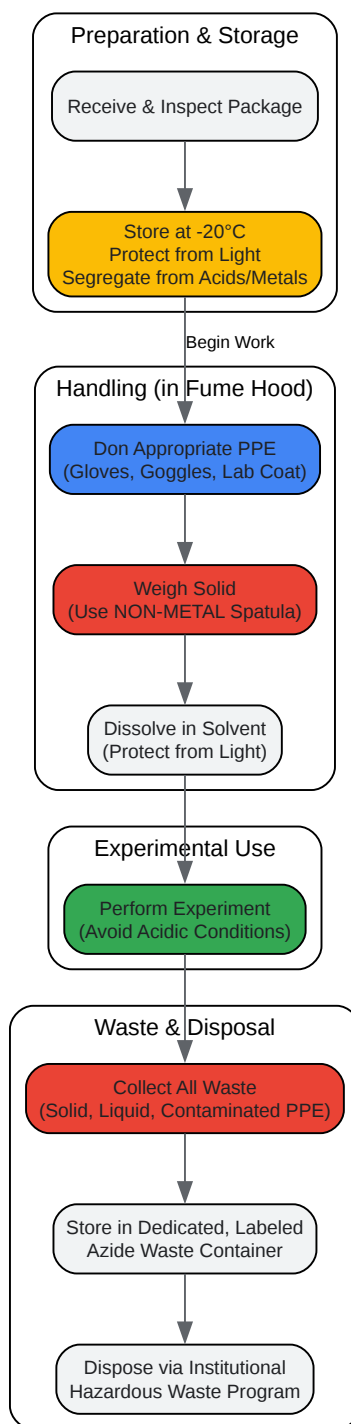 Preparation & Storage
Receive & Inspect Package
Store at -20°C
Protect from Light
Segregate from Acids/Metals
Begin Work
Handling (in Fume Hood)
Don Appropriate PPE
(Gloves, Goggles, Lab Coat)
Weigh Solid
(Use NON-METAL Spatula)
Dissolve in Solvent
(Protect from Light)
Experimental Use
Perform Experiment
(Avoid Acidic Conditions)
Waste & Disposal
Collect All Waste
(Solid, Liquid, Contaminated PPE)
Store in Dedicated, Labeled
Azide Waste Container
Dispose via Institutional
Hazardous Waste Program